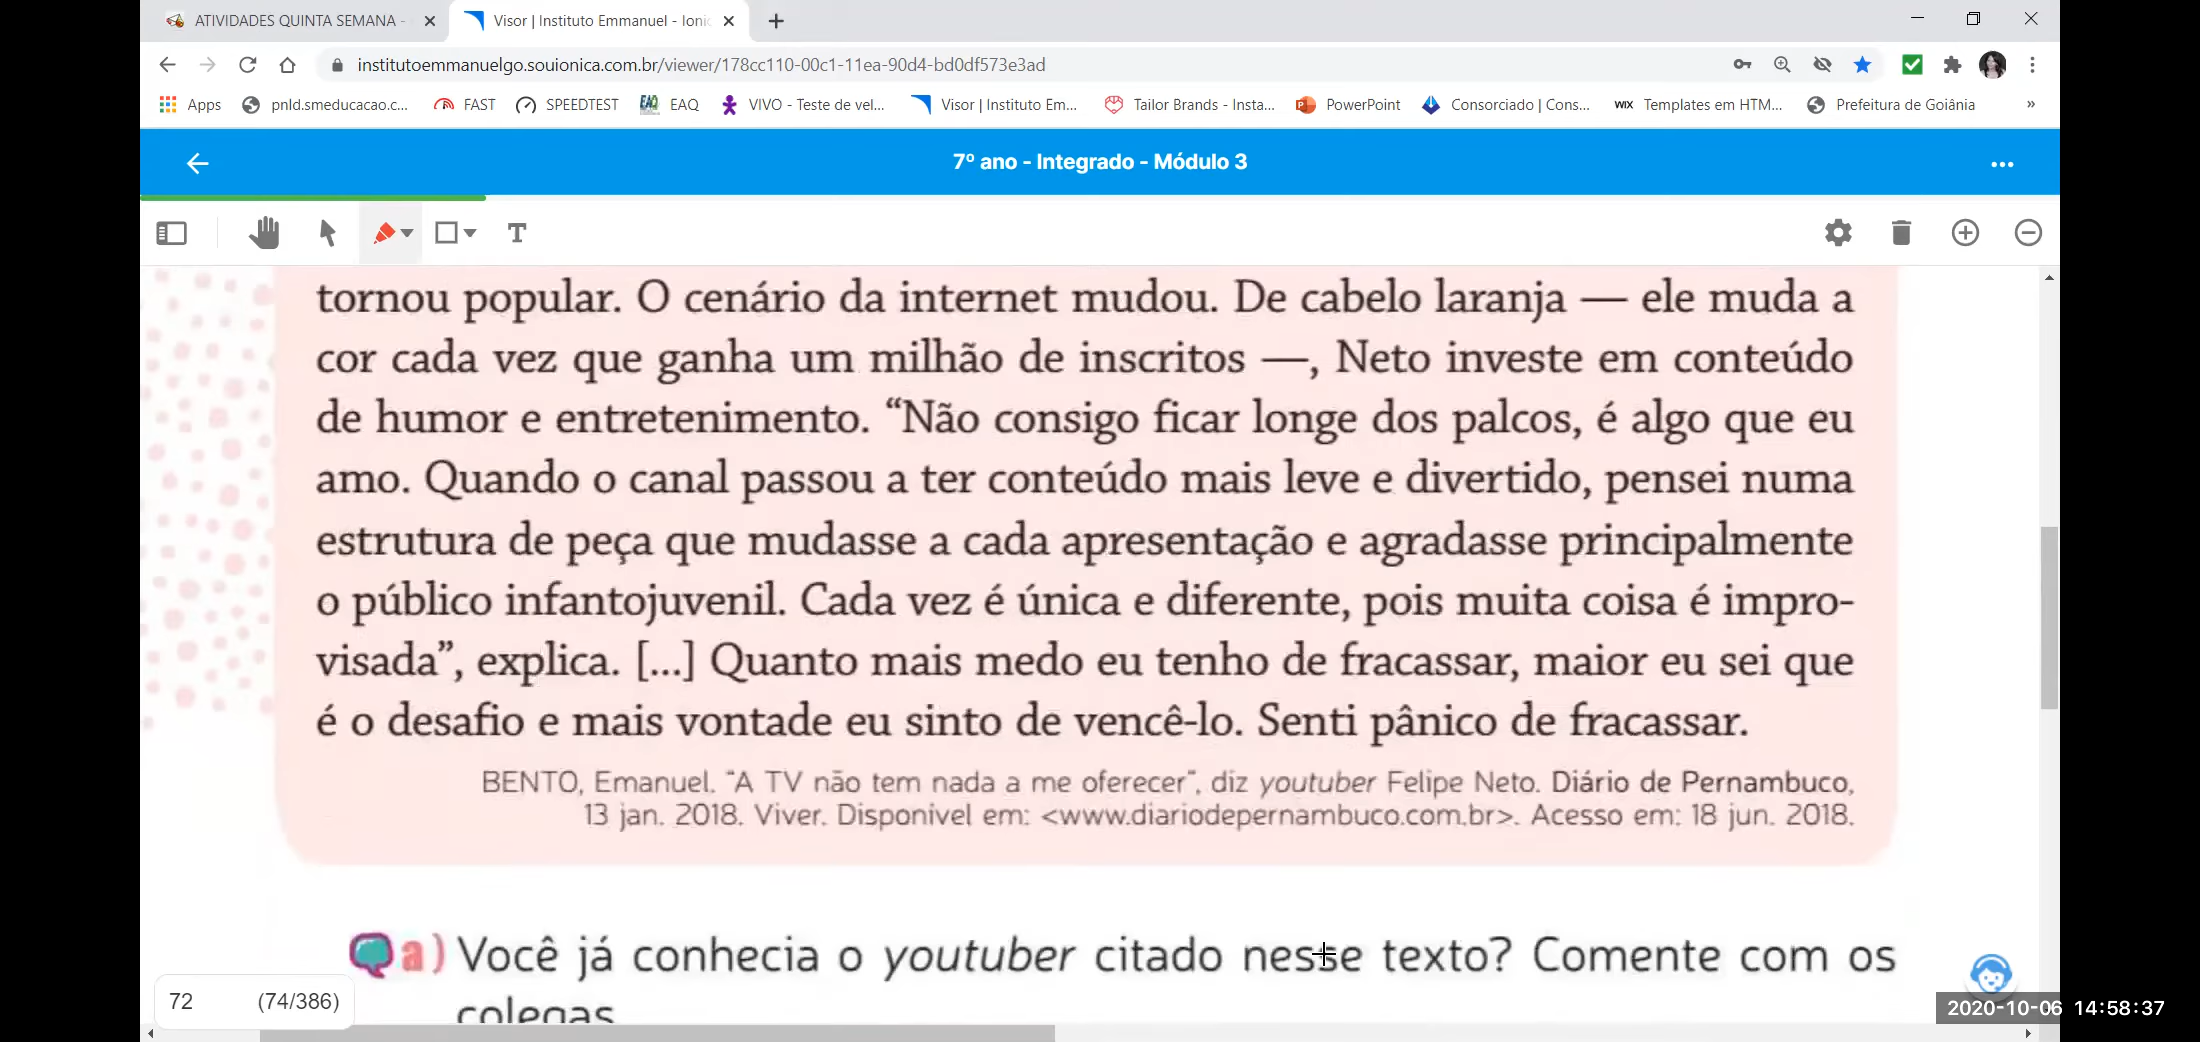 ATIVIDADES QUINTA SEMANA -
Visor | Instituto Emmanuel - Ionic
institutoemmanuelgo.souionica.com.br/viewer/178cc110-00c1-11ea-90d4-bd0df573e3ad
Apps pnld.smeducacao.c... FAST SPEEDTEST EAQ EAQ VIVO - Teste de vel... Visor | Instituto Em... Tailor Brands - Insta... PowerPoint Consorciado | Cons... WIX Templates em HTM... Prefeitura de Goiânia »
7º ano - Integrado - Módulo 3
T
tornou popular. O cenário da internet mudou. De cabelo laranja — ele muda a
cor cada vez que ganha um milhão de inscritos —, Neto investe em conteúdo
de humor e entretenimento. “Não consigo ficar longe dos palcos, é algo que eu
amo. Quando o canal passou a ter conteúdo mais leve e divertido, pensei numa
estrutura de peça que mudasse a cada apresentação e agradasse principalmente
o público infantojuvenil. Cada vez é única e diferente, pois muita coisa é impro-
visada”, explica. [...] Quanto mais medo eu tenho de fracassar, maior eu sei que
é o desafio e mais vontade eu sinto de vencê-lo. Senti pânico de fracassar.
BENTO, Emanuel. “A TV não tem nada a me oferecer”, diz youtuber Felipe Neto. Diário de Pernambuco,
13 jan. 2018. Viver. Disponível em: <www.diariodepernambuco.com.br>. Acesso em: 18 jun. 2018.
a) Você já conhecia o youtuber citado nesse texto? Comente com os
colegas
72 (74/386)
2020-10-06 14:58:37